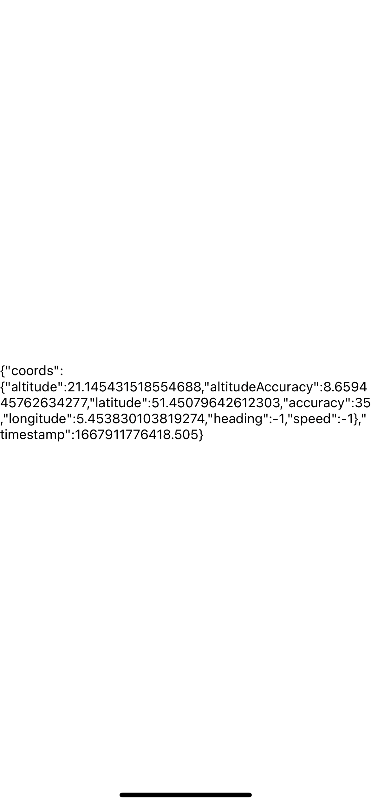 {"coords":
{"altitude":21.145431518554688,"altitudeAccuracy":8.6594
45762634277,"latitude":51.45079642612303,"accuracy":35
,"longitude":5.453830103819274,"heading":-1,"speed":-1},"
timestamp":1667911776418.505}